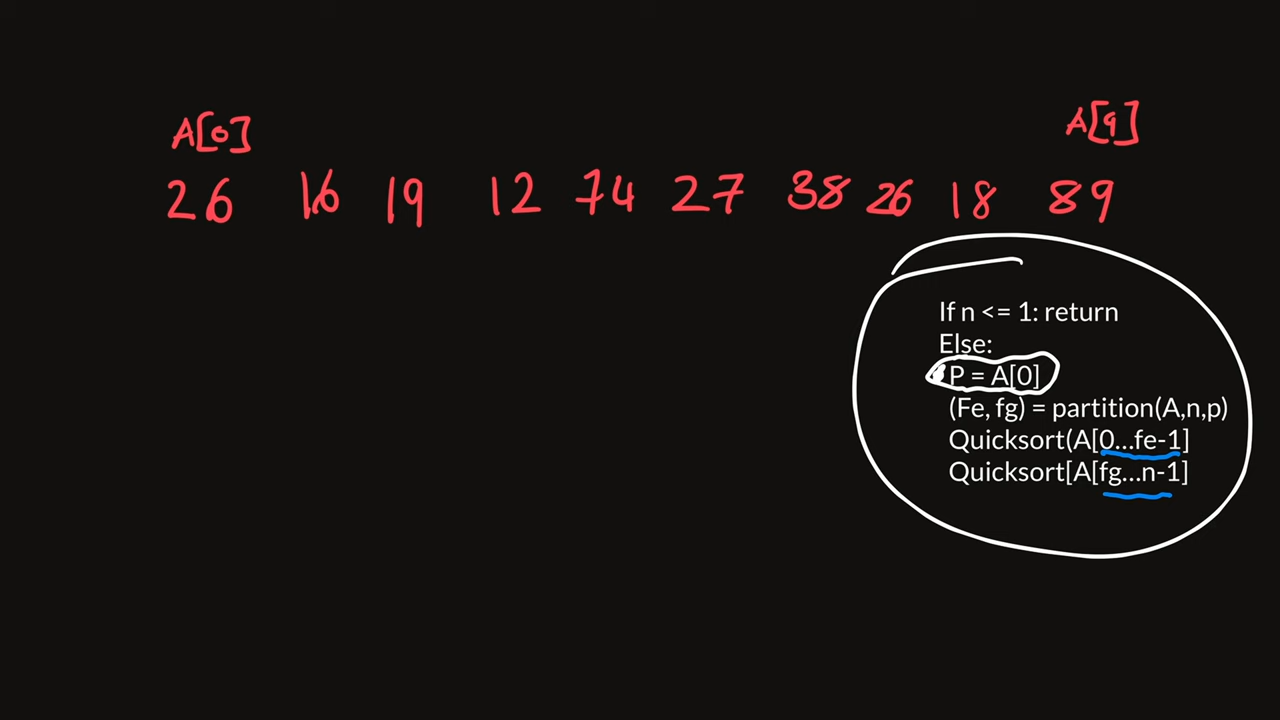 A[0] A[9]
26 16 19 12 74 27 38 26 18 89
If n <= 1: return
Else:
P = A[0]
(Fe, fg) = partition(A,n,p)
Quicksort(A[0...fe-1]
Quicksort[A[fg...n-1]